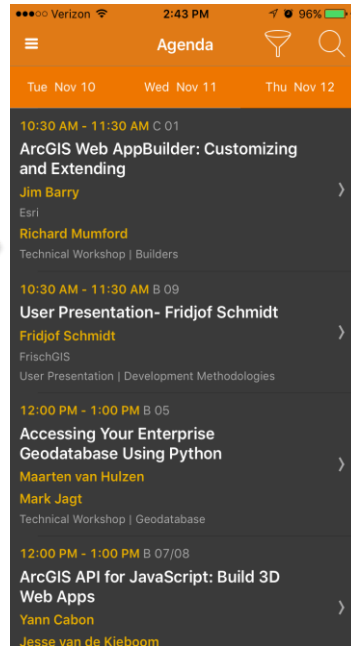 Verizon 2:43 PM 96%
Agenda
Tue Nov 10 Wed Nov 11 Thu Nov 12
10:30 AM - 11:30 AM C 01
ArcGIS Web AppBuilder: Customizing
and Extending
Jim Barry
Esri
Richard Mumford
Technical Workshop | Builders
10:30 AM - 11:30 AM B 09
User Presentation- Fridjof Schmidt
Fridjof Schmidt
FrischGIS
User Presentation | Development Methodologies
12:00 PM - 1:00 PM B 05
Accessing Your Enterprise
Geodatabase Using Python
Maarten van Hulzen
Mark Jagt
Technical Workshop | Geodatabase
12:00 PM - 1:00 PM B 07/08
ArcGIS API for JavaScript: Build 3D
Web Apps
Yann Cabon
Jesse van de Kieboom